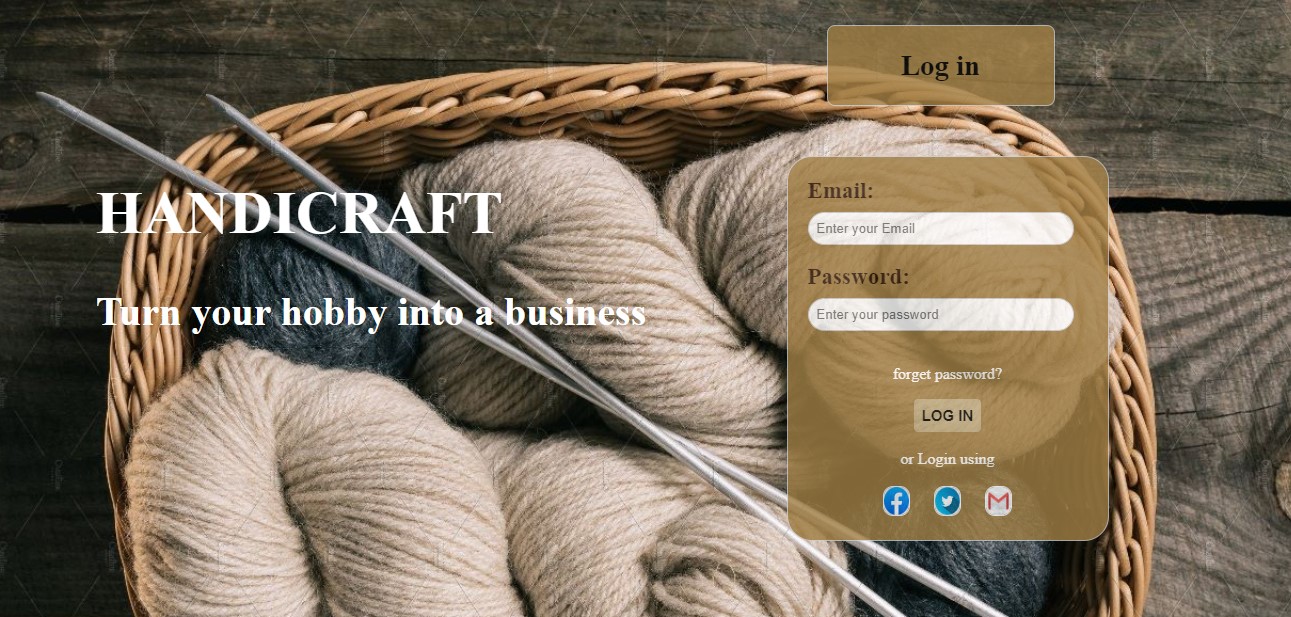 Log in
HANDICRAFT
Turn your hobby into a business
Email:
Enter your Email
Password:
Enter your password
forget password?
LOG IN
or Login using